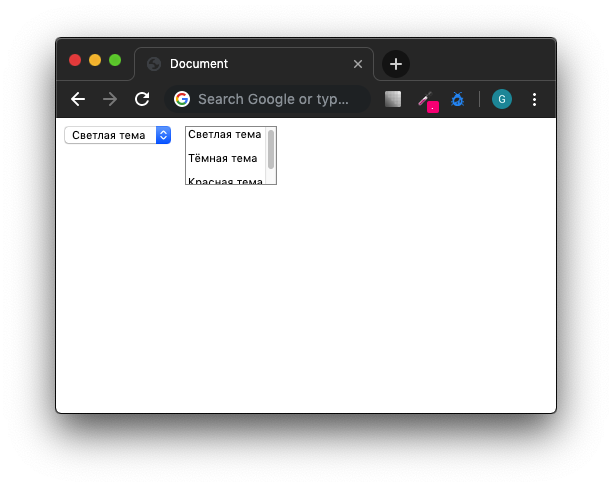 Document
Search Google or typ...
G
Светлая тема
Светлая тема
Тёмная тема
Красная тема